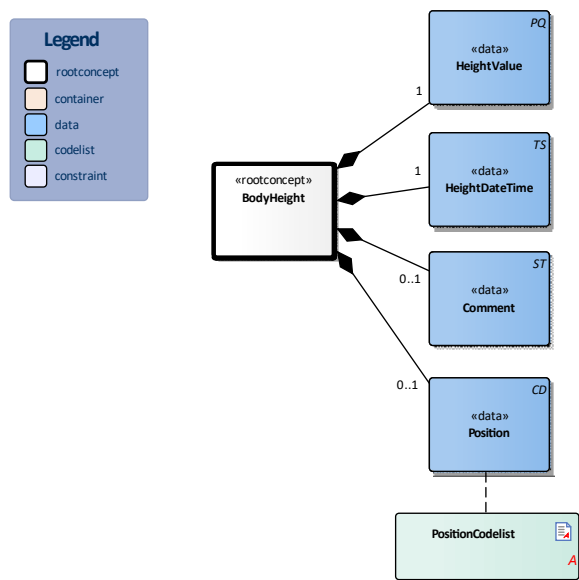 Legend
rootconcept
container
data
codelist
constraint
PQ
«data»
HeightValue
1
TS
«data»
HeightDateTime
1
«rootconcept»
BodyHeight
ST
«data»
Comment
0..1
CD
«data»
Position
0..1
PositionCodelist
A